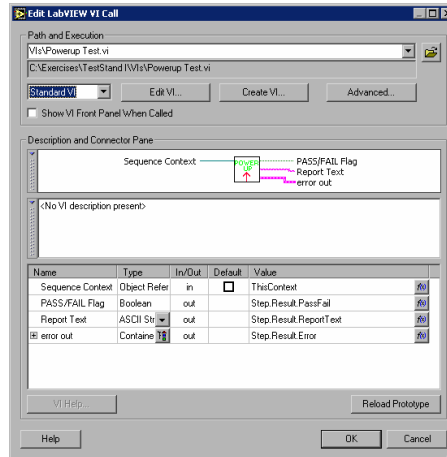 Edit LabVIEW VI Call
Path and Execution
VIs\Powerup Test.vi
C:\Exercises\TestStand I\VIs\Powerup Test.vi
Standard VI Edit VI... Create VI... Advanced...
Show VI Front Panel When Called
Description and Connector Pane
Sequence Context POWER UP PASS/FAIL Flag
Report Text
error out
<No VI description present>
Name Type In/Out Default Value
Sequence Context Object Refer in ThisContext f(x)
PASS/FAIL Flag Boolean out Step.Result.PassFail f(x)
Report Text ASCII Str out Step.Result.ReportText f(x)
error out Containe out Step.Result.Error f(x)
VI Help... Reload Prototype
Help OK Cancel